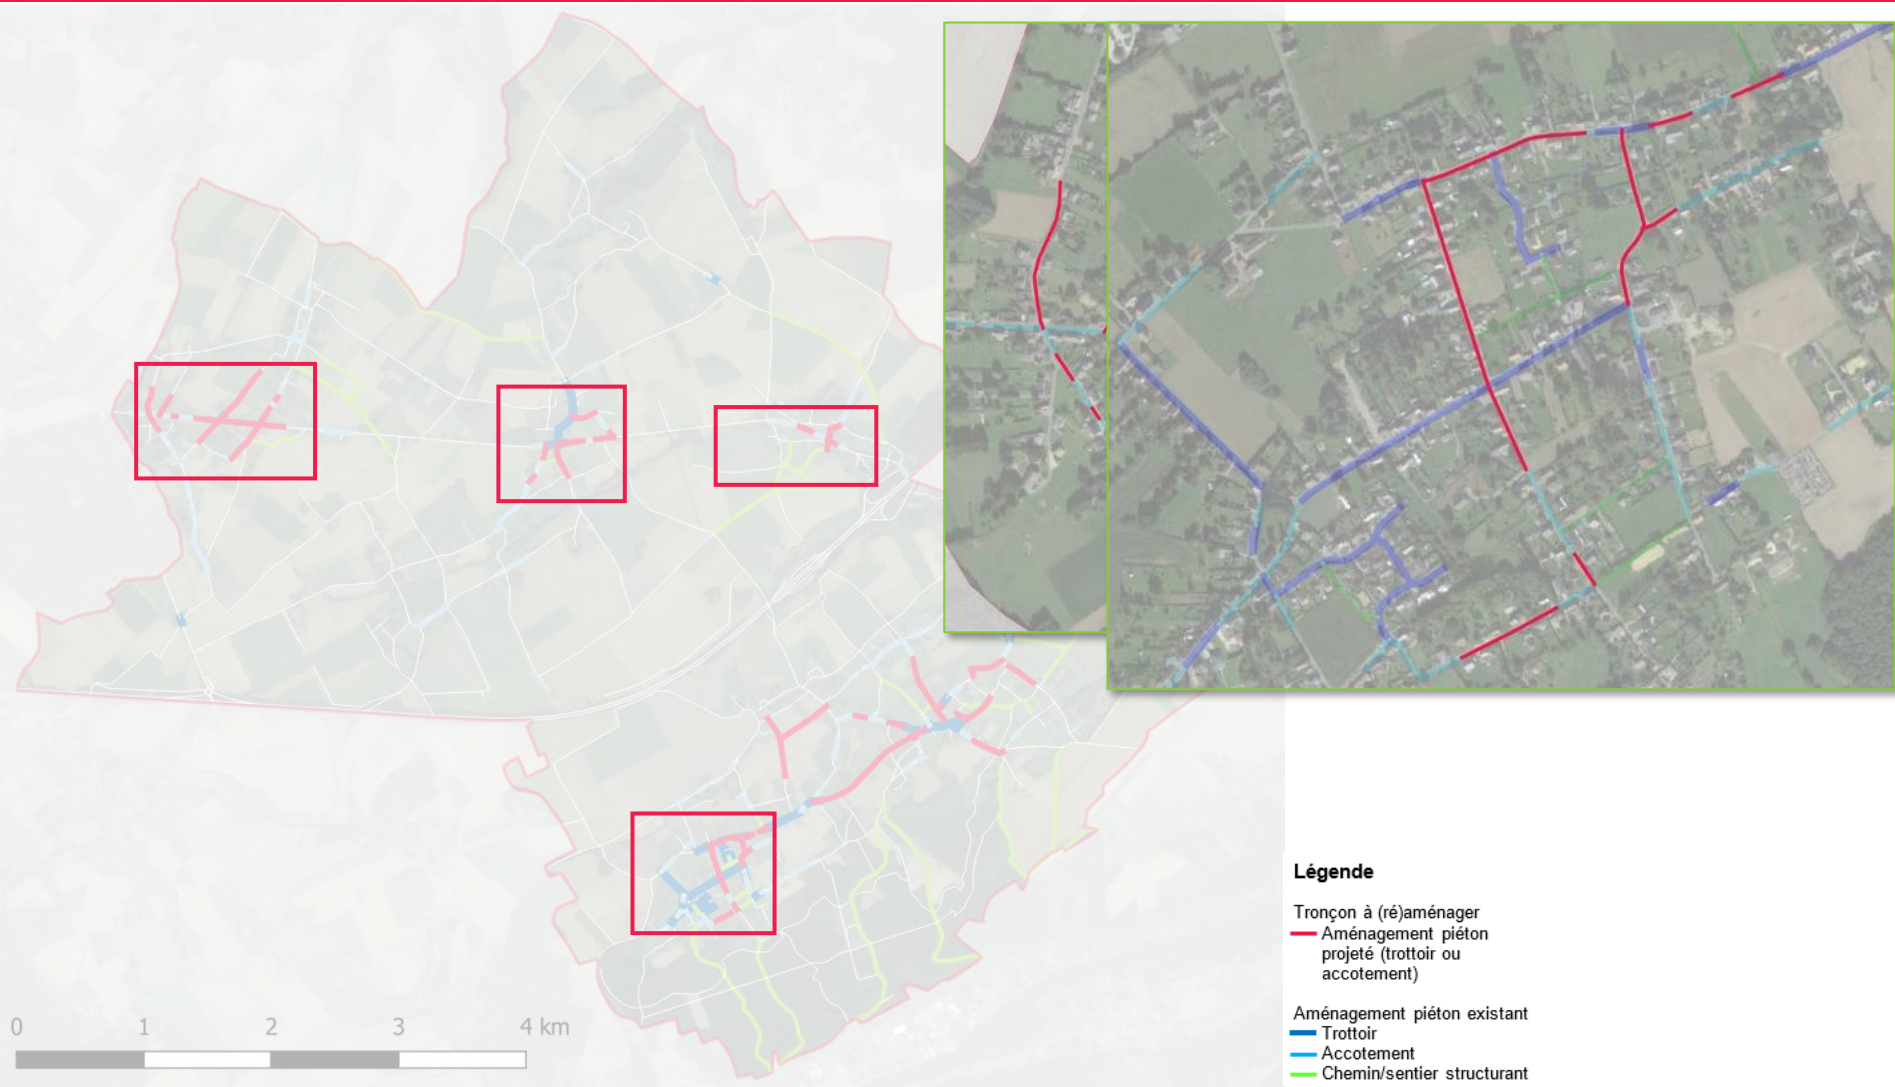 0 1 2 3 4 km
Légende
Tronçon à (ré)aménager
Aménagement piéton
projeté (trottoir ou
accotement)
Aménagement piéton existant
Trottoir
Accotement
Chemin/sentier structurant